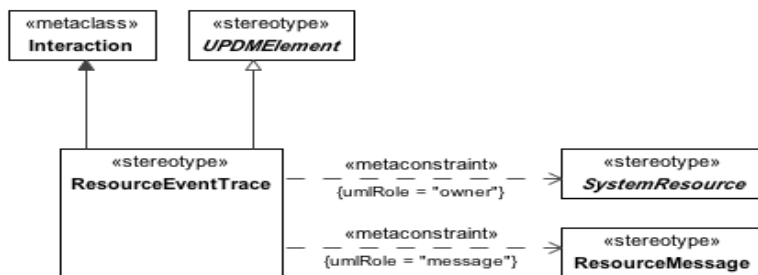 «metaclass»
Interaction
«stereotype»
UPDMElement
«stereotype»
ResourceEventTrace
«metaconstraint»
{umlRole = "owner"}
«stereotype»
SystemResource
«metaconstraint»
{umlRole = "message"}
«stereotype»
ResourceMessage